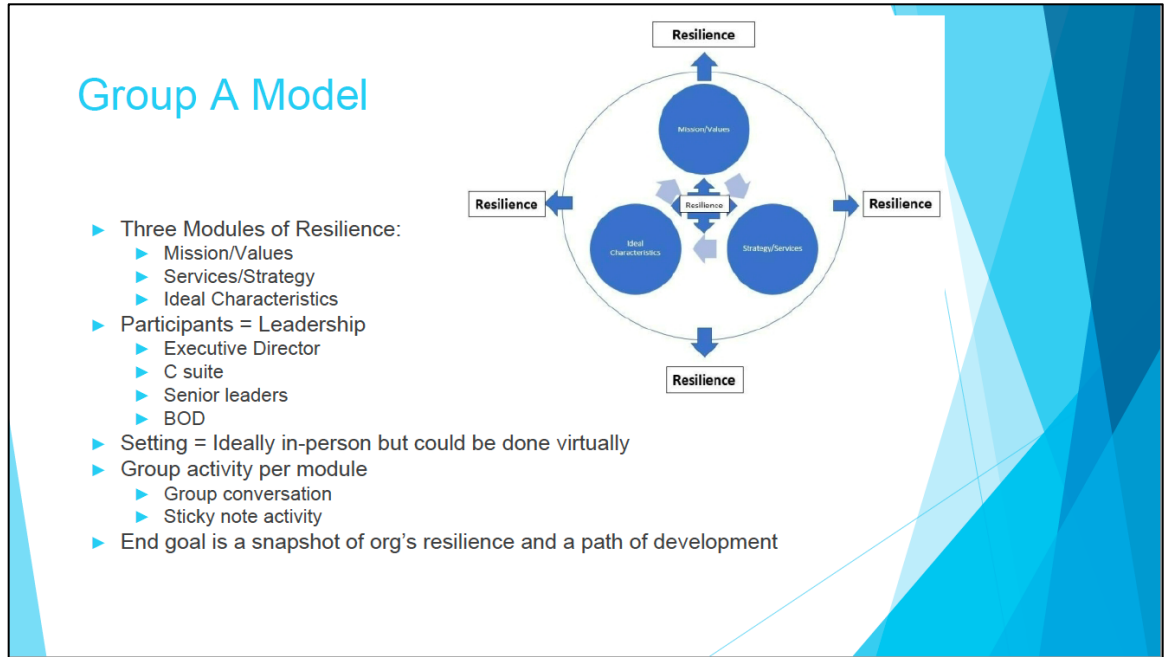 Group A Model
Three Modules of Resilience:
Mission/Values
Services/Strategy
Ideal Characteristics
Participants = Leadership
Executive Director
C suite
Senior leaders
BOD
Setting = Ideally in-person but could be done virtually
Group activity per module
Group conversation
Sticky note activity
End goal is a snapshot of org's resilience and a path of development
Resilience
Mission/Values
Resilience
Resilience
Resilience
Ideal
Characteristics
Strategy/Services
Resilience